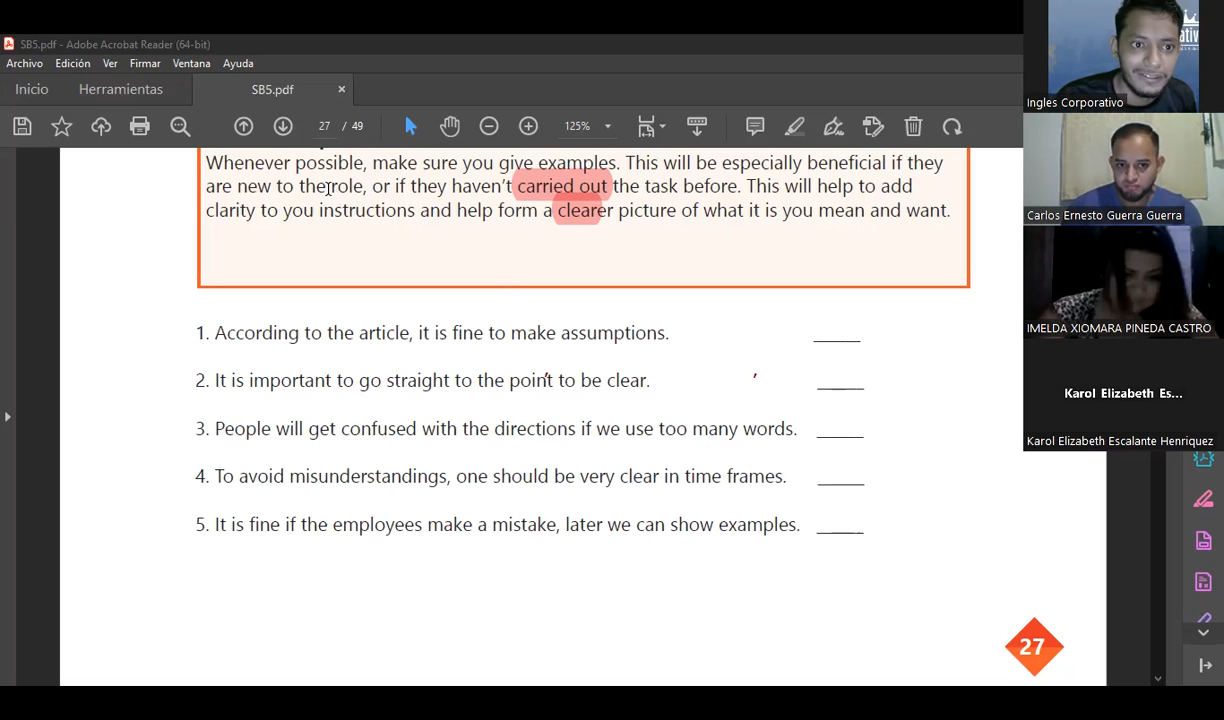 SB5.pdf - Adobe Acrobat Reader (64-bit)
Archivo Edición Ver Firmar Ventana Ayuda
Inicio Herramientas SB5.pdf ×
27 / 49 125%
Whenever possible, make sure you give examples. This will be especially beneficial if they
are new to the role, or if they haven't carried out the task before. This will help to add
clarity to you instructions and help form a clearer picture of what it is you mean and want.
1. According to the article, it is fine to make assumptions. _____
2. It is important to go straight to the point to be clear. _____
3. People will get confused with the directions if we use too many words. _____
4. To avoid misunderstandings, one should be very clear in time frames. _____
5. It is fine if the employees make a mistake, later we can show examples. _____
27
Ingles Corporativo
Carlos Ernesto Guerra Guerra
IMELDA XIOMARA PINEDA CASTRO
Karol Elizabeth Es...
Karol Elizabeth Escalante Henriquez